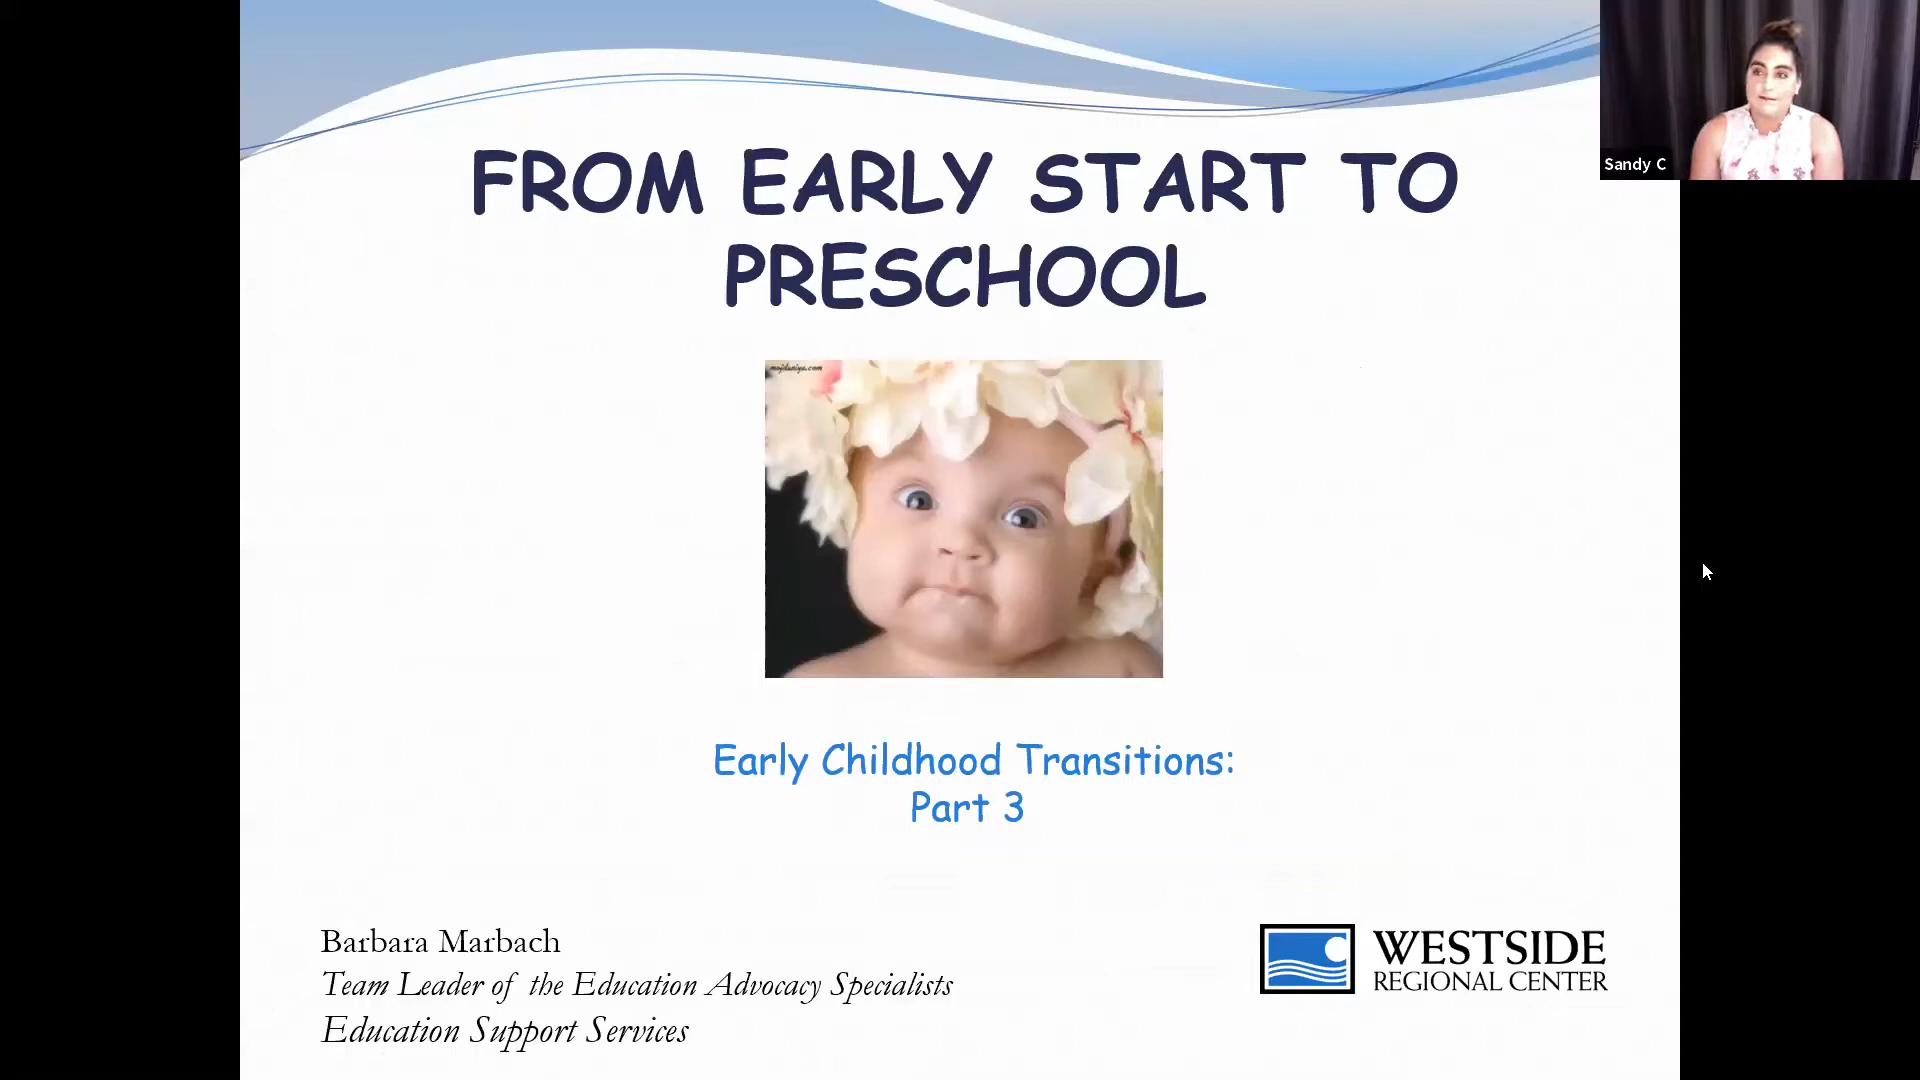 FROM EARLY START TO
PRESCHOOL
Sandy C
Early Childhood Transitions:
Part 3
Barbara Marbach
Team Leader of the Education Advocacy Specialists
Education Support Services
WESTSIDE
REGIONAL CENTER